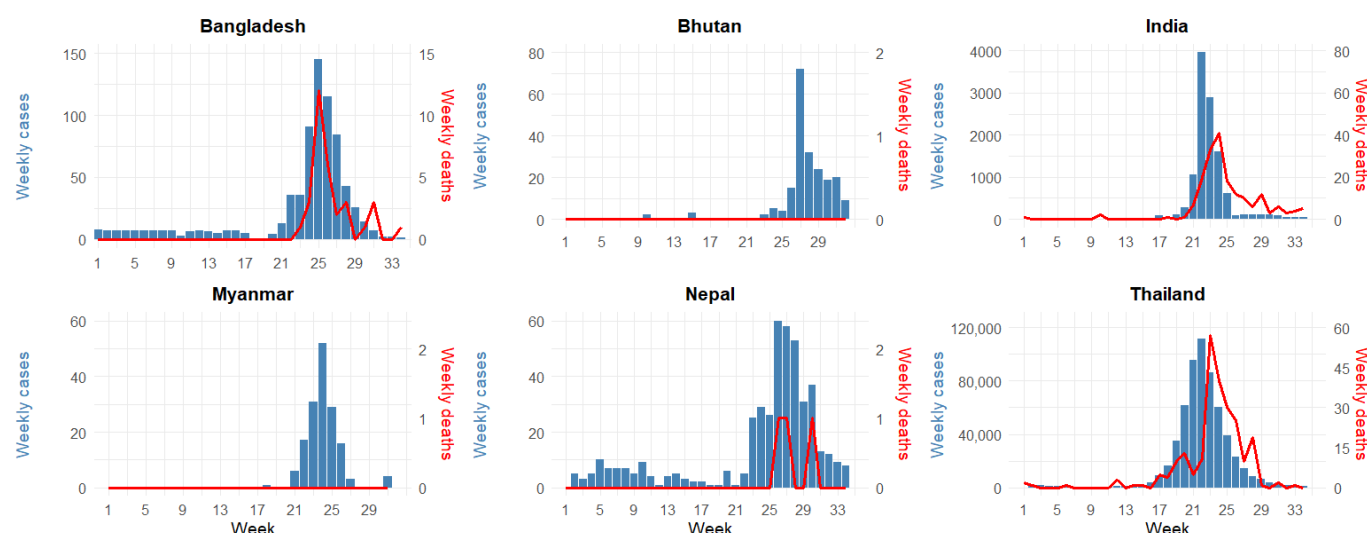 Bangladesh
Weekly cases
150
100
50
0
15
10
5
0
Weekly deaths
1 5 9 13 17 21 25 29 33
Bhutan
Weekly cases
80
60
40
20
0
2
1
0
Weekly deaths
1 5 9 13 17 21 25 29
India
Weekly cases
4000
3000
2000
1000
0
80
60
40
20
0
Weekly deaths
1 5 9 13 17 21 25 29 33
Myanmar
Weekly cases
60
40
20
0
2
1
0
Weekly deaths
1 5 9 13 17 21 25 29
Week
Nepal
Weekly cases
60
40
20
0
2
1
0
Weekly deaths
1 5 9 13 17 21 25 29 33
Week
Thailand
Weekly cases
120,000
80,000
40,000
0
60
45
30
15
0
Weekly deaths
1 5 9 13 17 21 25 29 33
Week